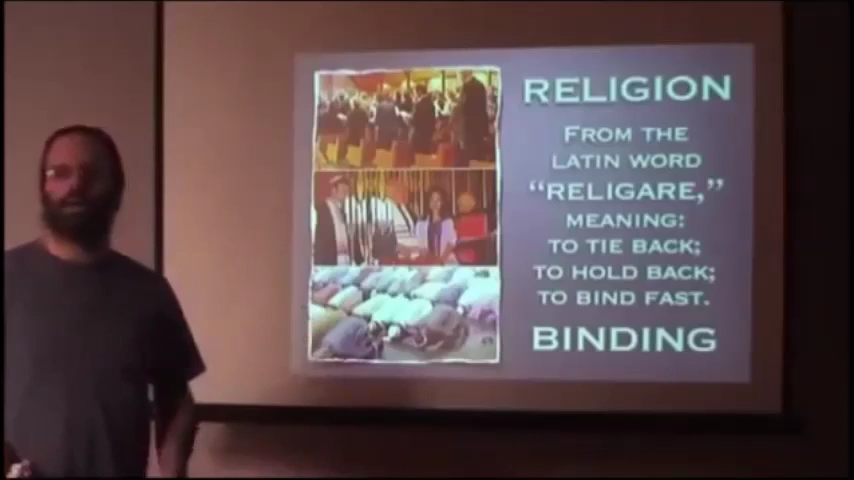 RELIGION
FROM THE
LATIN WORD
“RELIGARE,”
MEANING:
TO TIE BACK;
TO HOLD BACK;
TO BIND FAST.
BINDING